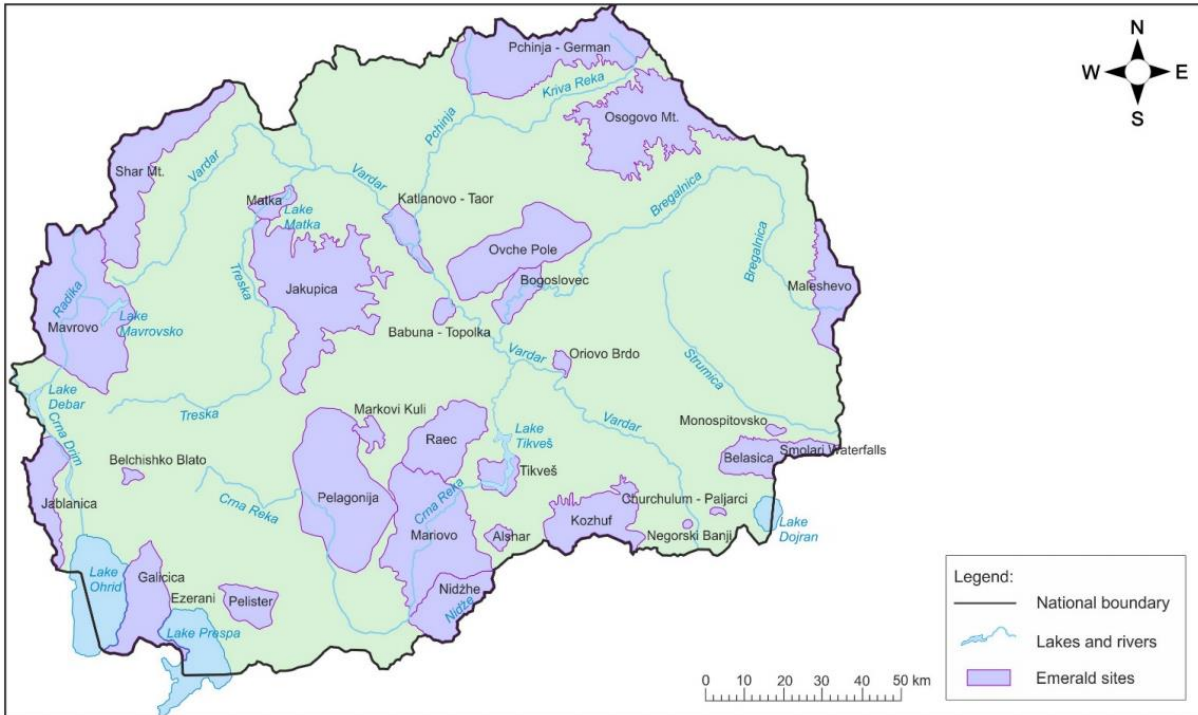 Pchinja - German
Kriva Reka
Osogovo Mt.
N
W
E
S
Pchinja
Shar Mt.
Vardar
Vardar
Matka
Lake
Matka
Katlanovo - Taor
Bregalnica
Ovche Pole
Bregalnica
Treska
Jakupica
Bogoslovec
Maleshevo
Radika
Mavrovo
Lake
Mavrovsko
Babuna - Topolka
Vardar
Oriovo Brdo
Strumica
Lake
Debar
Crna Drim
Treska
Markovi Kuli
Raec
Lake
Tikveš
Vardar
Monospitovsko
Smolari Waterfalls
Belasica
Belchishko Blato
Tikveš
Jablanica
Crna Reka
Pelagonija
Crna Reka
Churchulum - Paljarci
Mariovo
Alshar
Kozhuf
Negorski Banji
Lake
Dojran
Lake
Ohrid
Galicica
Ezerani
Pelister
Nidžhe
Nidže
Lake Prespa
Legend:
National boundary
Lakes and rivers
Emerald sites
0 10 20 30 40 50 km